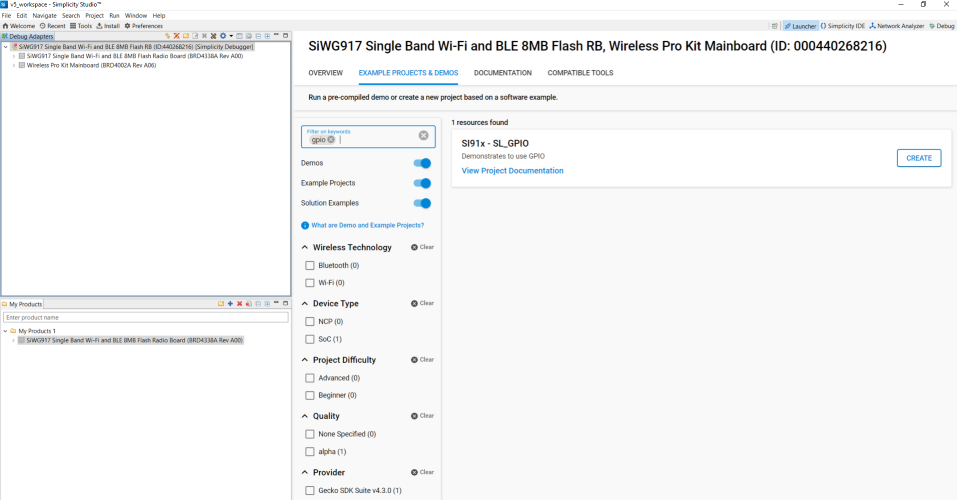 v5_workspace - Simplicity Studio™
File Edit Navigate Search Project Run Window Help
Welcome Recent Tools Install Preferences
Launcher {} Simplicity IDE Network Analyzer Debug
Debug Adapters
SiWG917 Single Band Wi-Fi and BLE 8MB Flash RB (ID:440268216) [Simplicity Debugger]
SiWG917 Single Band Wi-Fi and BLE 8MB Flash Radio Board (BRD4338A Rev A00)
Wireless Pro Kit Mainboard (BRD4002A Rev A06)
My Products
Enter product name
My Products 1
SiWG917 Single Band Wi-Fi and BLE 8MB Flash Radio Board (BRD4338A Rev A00)
SiWG917 Single Band Wi-Fi and BLE 8MB Flash RB, Wireless Pro Kit Mainboard (ID: 000440268216)
OVERVIEW EXAMPLE PROJECTS & DEMOS DOCUMENTATION COMPATIBLE TOOLS
Run a pre-compiled demo or create a new project based on a software example.
Filter on keywords
gpio
Demos
Example Projects
Solution Examples
What are Demo and Example Projects?
Wireless Technology Clear
Bluetooth (0)
Wi-Fi (0)
Device Type Clear
NCP (0)
SoC (1)
Project Difficulty Clear
Advanced (0)
Beginner (0)
Quality Clear
None Specified (0)
alpha (1)
Provider Clear
Gecko SDK Suite v4.3.0 (1)
1 resources found
SI91x - SL_GPIO
Demonstrates to use GPIO
View Project Documentation
CREATE